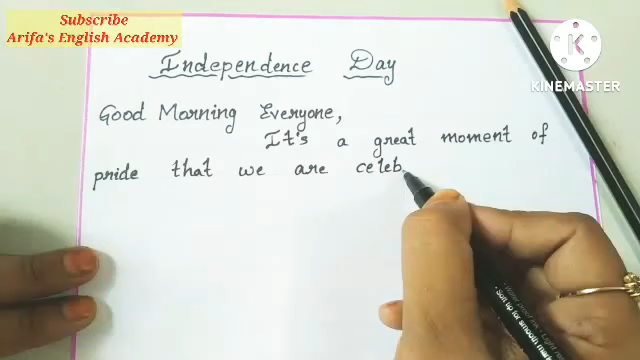 Subscribe
Arifa's English Academy
KINEMASTER
Independence Day
Good Morning Everyone,
It's a great moment of
pride that we are celeb